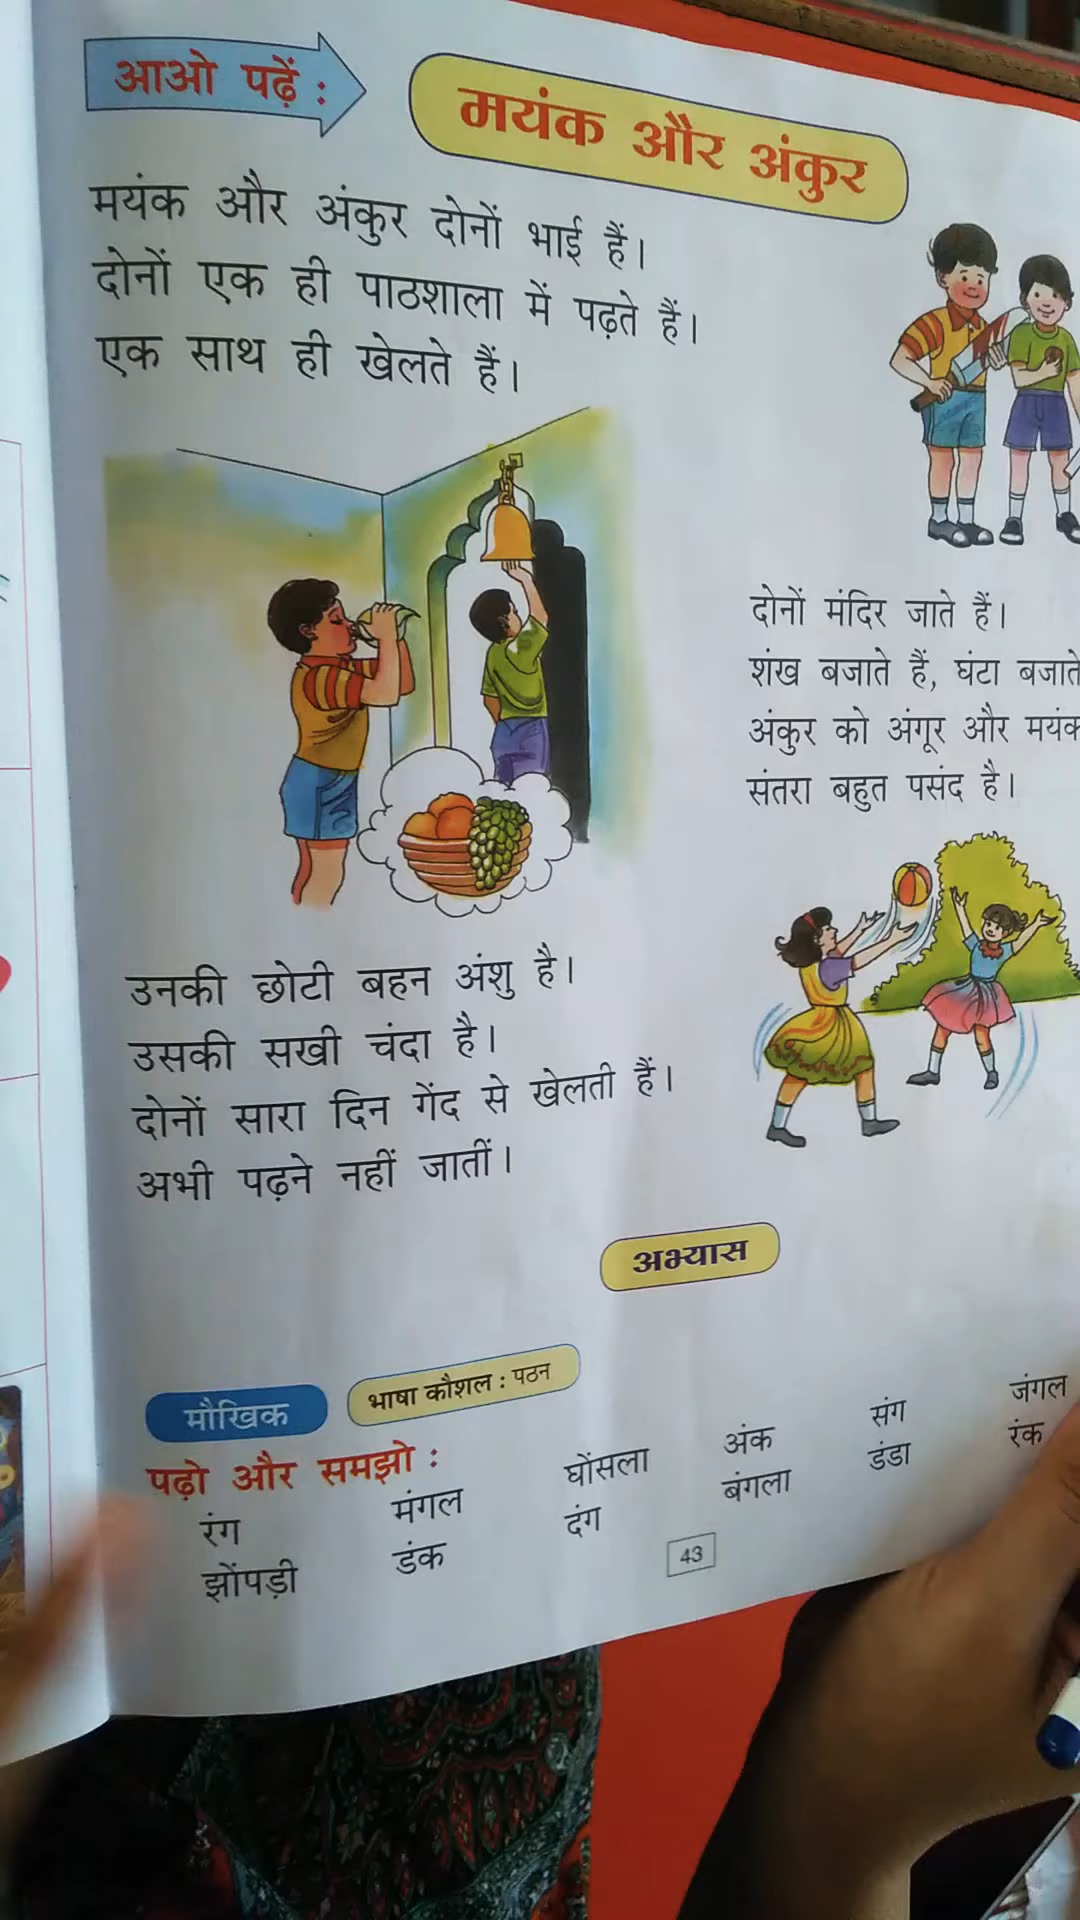 आओ पढ़ें :
मयंक और अंकुर
मयंक और अंकुर दोनों भाई हैं।
दोनों एक ही पाठशाला में पढ़ते हैं।
एक साथ ही खेलते हैं।
दोनों मंदिर जाते हैं।
शंख बजाते हैं, घंटा बजाते
अंकुर को अंगूर और मयंक
संतरा बहुत पसंद है।
उनकी छोटी बहन अंशु है।
उसकी सखी चंदा है।
दोनों सारा दिन गेंद से खेलती हैं।
अभी पढ़ने नहीं जातीं।
अभ्यास
मौखिक भाषा कौशल : पठन
पढ़ो और समझो :
रंग मंगल घोंसला अंक संग जंगल
झोंपड़ी डंक दंग बंगला डंडा रंक
43